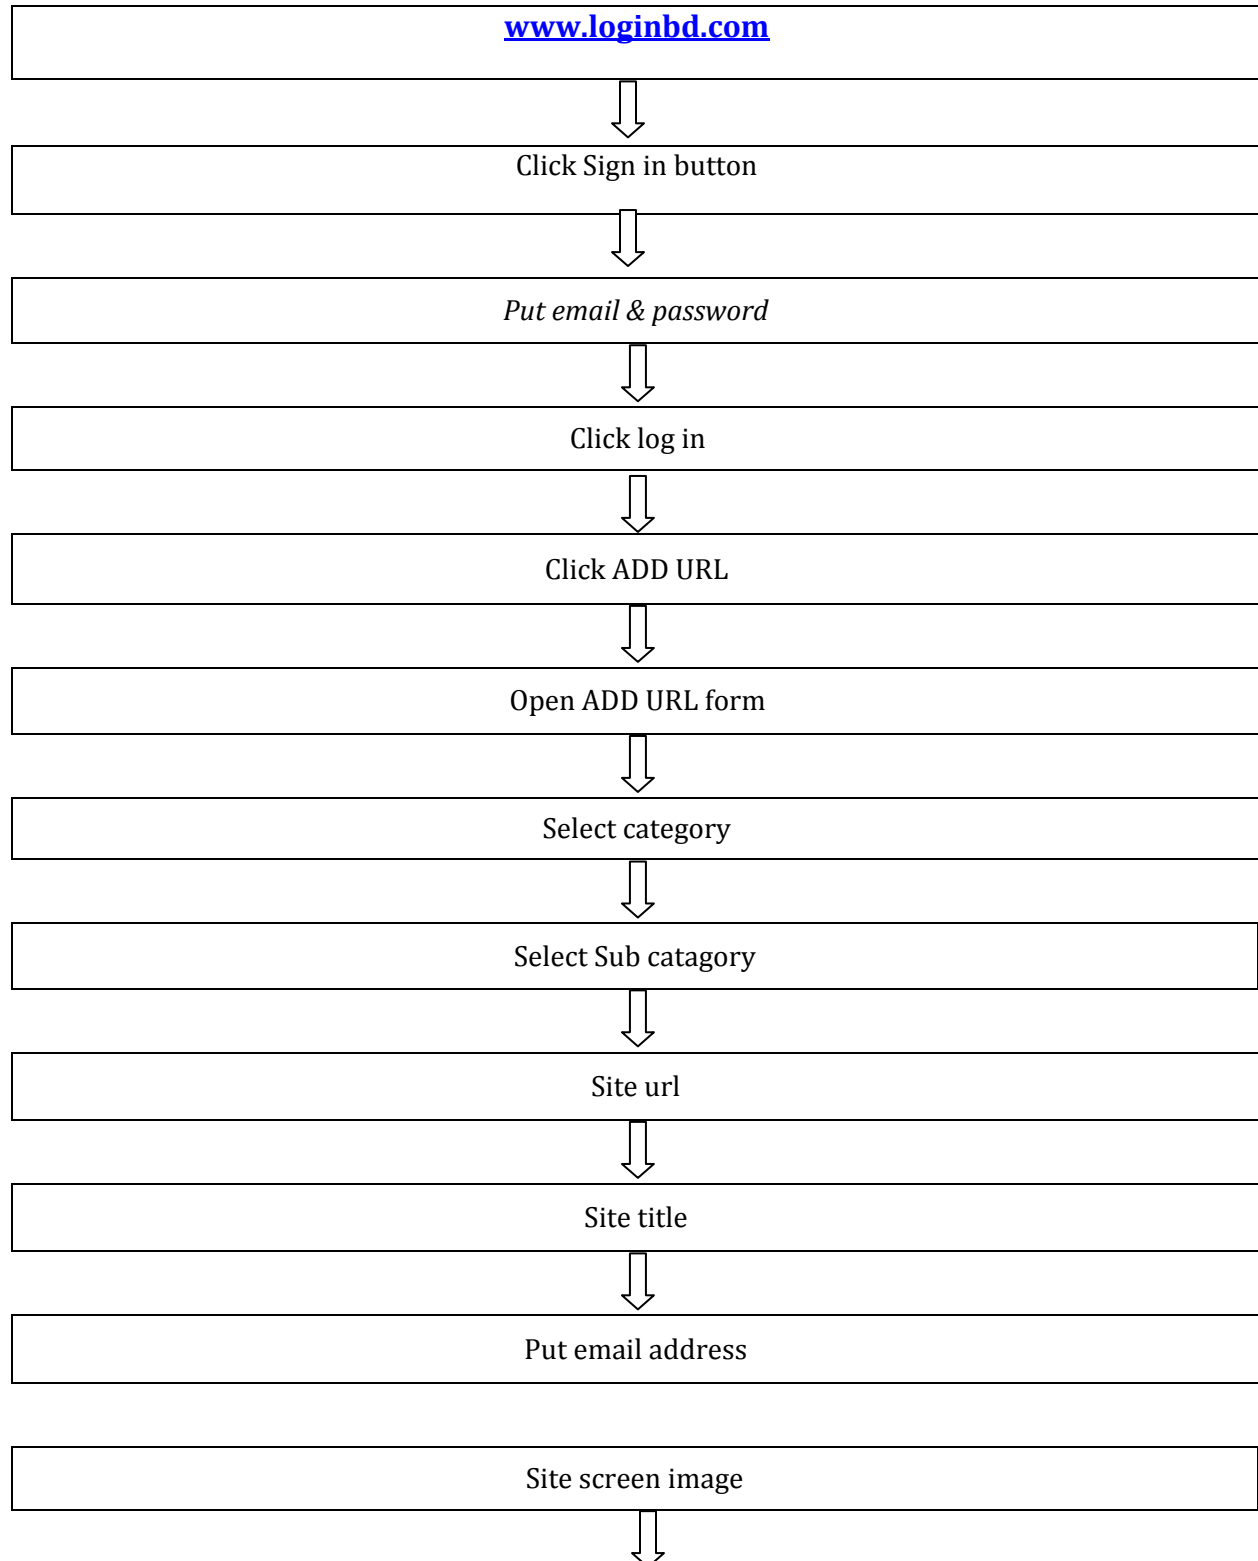 www.loginbd.com
Click Sign in button
Put email & password
Click log in
Click ADD URL
Open ADD URL form
Select category
Select Sub catagory
Site url
Site title
Put email address
Site screen image